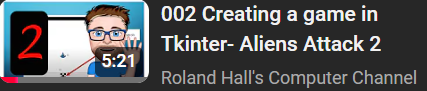 2
5:21
002 Creating a game in
Tkinter- Aliens Attack 2
Roland Hall's Computer Channel